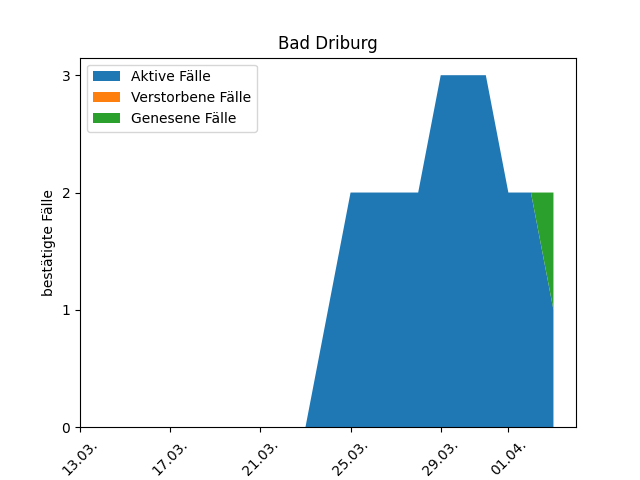 Bad Driburg
Aktive Fälle
Verstorbene Fälle
Genesene Fälle
bestätigte Fälle
3
2
1
0
13.03.
17.03.
21.03.
25.03.
29.03.
01.04.